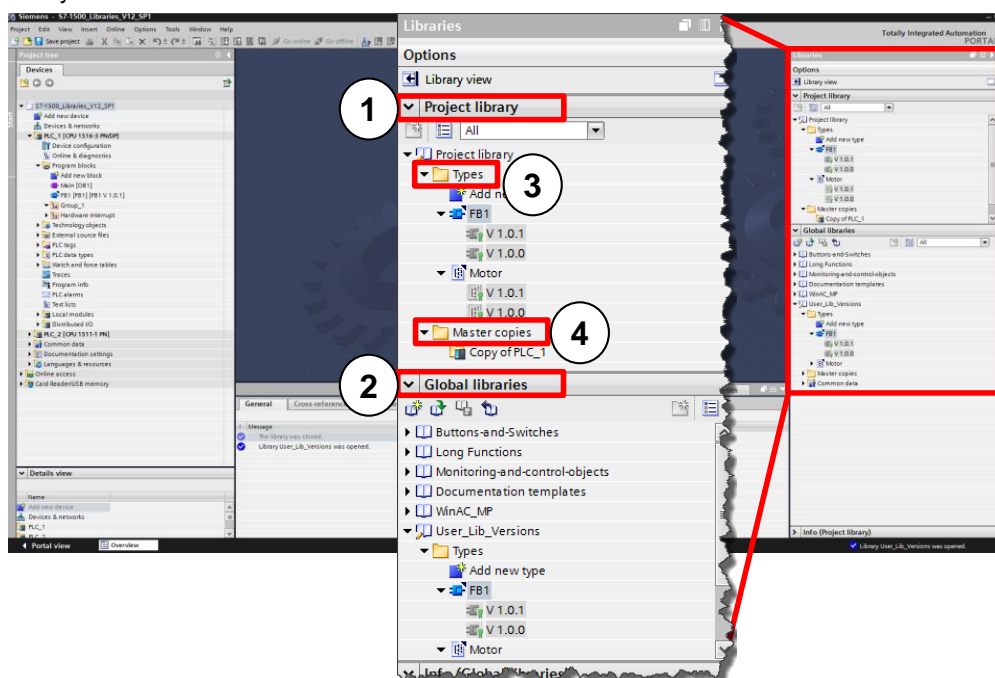 Siemens - S7-1500_Libraries_V12_SP1
Project Edit View Insert Online Options Tools Window Help
Save project
Go online
Go offline
Totally Integrated Automation
PORTAL
Project tree
Devices
S7-1500_Libraries_V12_SP1
Add new device
Devices & networks
PLC_1 [CPU 1516-3 PN/DP]
Device configuration
Online & diagnostics
Program blocks
Add new block
Main [OB1]
FB1 [FB1] [FB1 V 1.0.1]
Group_1
Hardware interrupt
Technology objects
External source files
PLC tags
PLC data types
Watch and force tables
Traces
Program info
PLC alarms
Text lists
Local modules
Distributed I/O
PLC_2 [CPU 1511-1 PN]
Common data
Documentation settings
Languages & resources
Online access
Card Reader/USB memory
Details view
Name
Add new device
Devices & networks
PLC_1
Portal view
Overview
General
Cross-referenc
Message
The library was closed.
Library User_Lib_Versions was opened.
Libraries
Options
Library view
1
Project library
All
Project library
Types
3
Add ne
FB1
V 1.0.1
V 1.0.0
Motor
V 1.0.1
V 1.0.0
Master copies
4
Copy of PLC_1
2
Global libraries
Buttons-and-Switches
Long Functions
Monitoring-and-control-objects
Documentation templates
WinAC_MP
User_Lib_Versions
Types
Add new type
FB1
V 1.0.1
V 1.0.0
Motor
Info (Global libraries)
Libraries
Options
Library view
Project library
All
Project library
Types
Add new type
FB1
V 1.0.1
V 1.0.0
Motor
V 1.0.1
V 1.0.0
Master copies
Copy of PLC_1
Global libraries
All
Buttons-and-Switches
Long Functions
Monitoring-and-control-objects
Documentation templates
WinAC_MP
User_Lib_Versions
Types
Add new type
FB1
V 1.0.1
V 1.0.0
Motor
Master copies
Common data
Info (Project library)
Library User_Lib_Versions was opened.